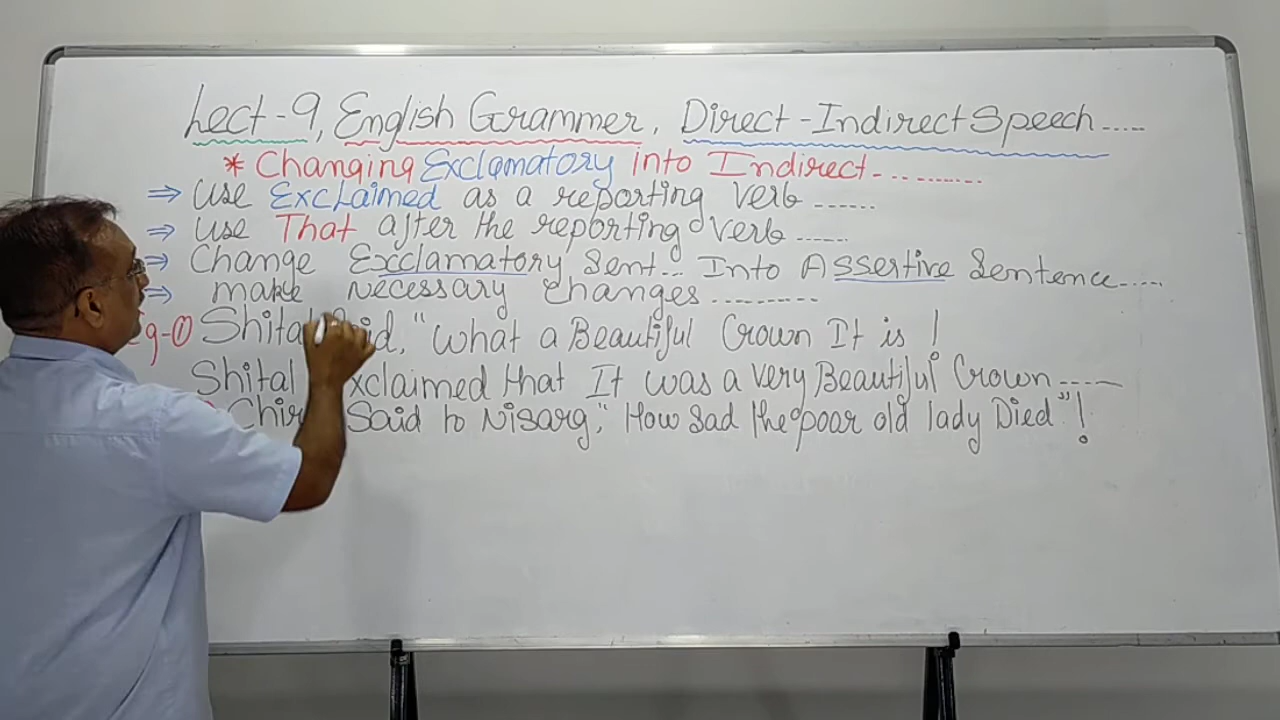 Lect-9, English Grammer, Direct-Indirect Speech.....
* Changing Exclamatory into Indirect..........
⇒ Use Exclaimed as a reporting verb ......
⇒ Use That after the reporting verb .....
⇒ Change Exclamatory Sent... Into Assertive Sentence.....
⇒ make necessary changes..........
Shital Said, "What a Beautiful Crown It is !
Shital Exclaimed that It was a very Beautiful Crown.....
Said to Nisarg, " How Sad the poor old lady Died" !